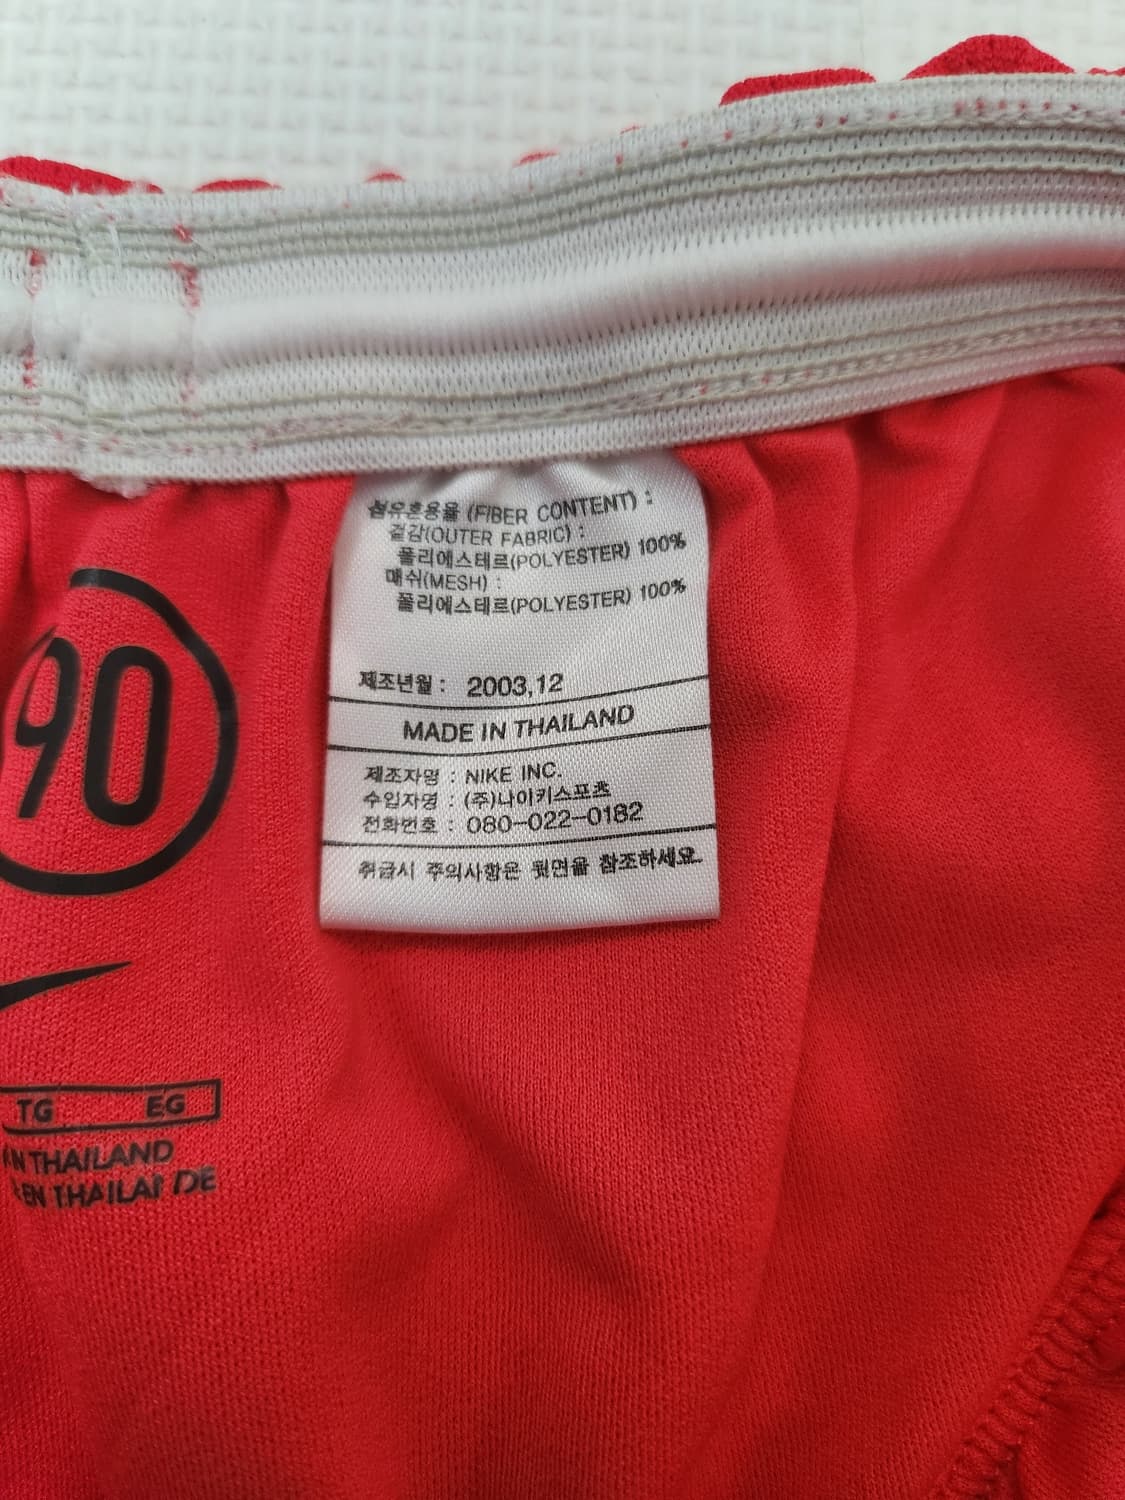 섬유혼용율 (FIBER CONTENT) :
겉감(OUTER FABRIC) :
폴리에스테르(POLYESTER) 100%
매쉬(MESH) :
폴리에스테르(POLYESTER) 100%
제조년월 : 2003.12
MADE IN THAILAND
제조자명 : NIKE INC.
수입자명 : (주)나이키스포츠
전화번호 : 080-022-0182
취급시 주의사항은 뒷면을 참조하세요.
90
TG EG
IN THAILAND
EN THAILANDE